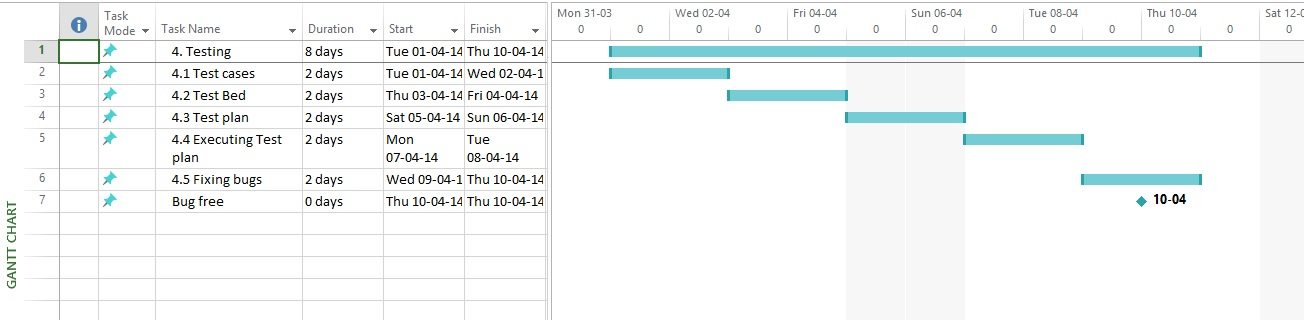 Task Mode Task Name Duration Start Finish
Mon 31-03 Wed 02-04 Fri 04-04 Sun 06-04 Tue 08-04 Thu 10-04 Sat 12-0
0 0 0 0 0 0 0 0 0 0 0 0 0
1 4. Testing 8 days Tue 01-04-14 Thu 10-04-14
2 4.1 Test cases 2 days Tue 01-04-14 Wed 02-04-1
3 4.2 Test Bed 2 days Thu 03-04-14 Fri 04-04-14
4 4.3 Test plan 2 days Sat 05-04-14 Sun 06-04-14
5 4.4 Executing Test plan 2 days Mon 07-04-14 Tue 08-04-14
6 4.5 Fixing bugs 2 days Wed 09-04-1 Thu 10-04-14
7 Bug free 0 days Thu 10-04-14 Thu 10-04-14
10-04
GANTT CHART